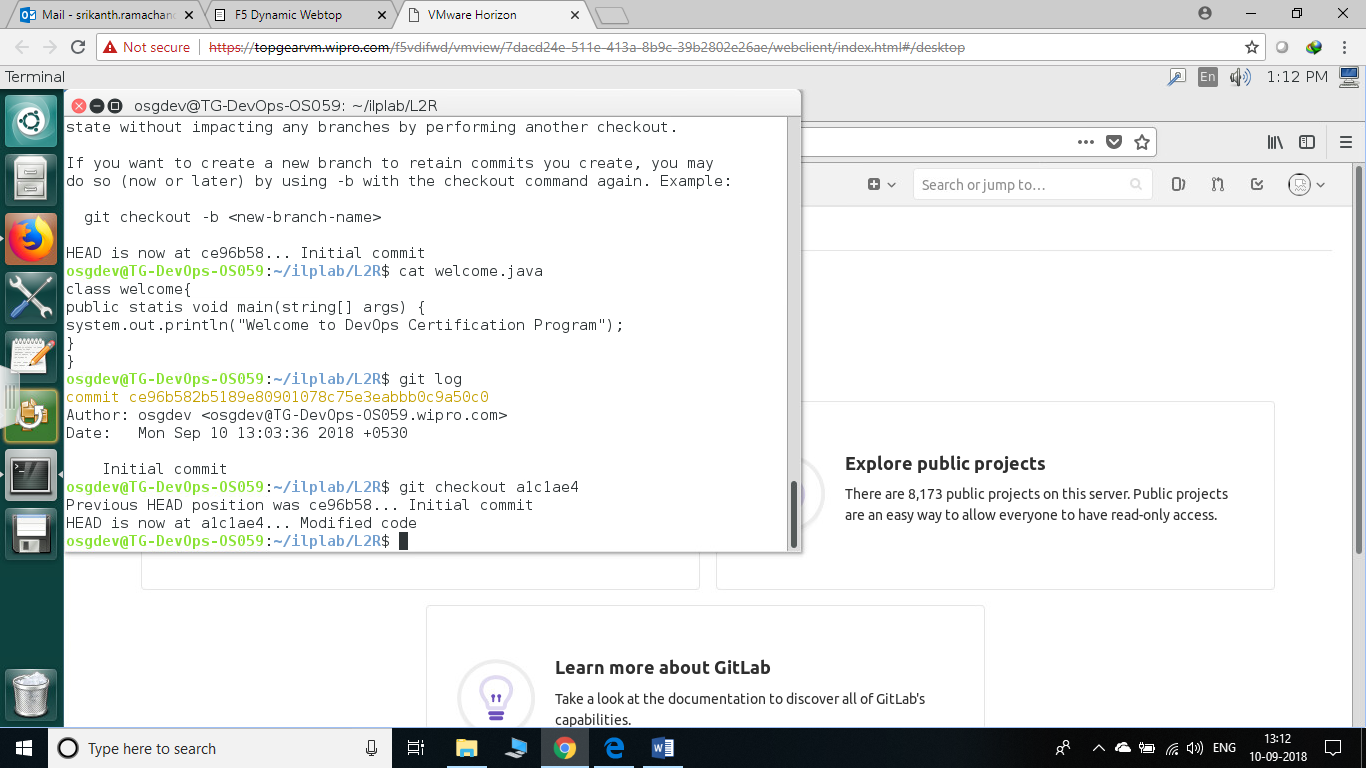 Mail - srikanth.ramachand
F5 Dynamic Webtop
VMware Horizon
Not secure
https://topgearvm.wipro.com/f5vdifwd/vmview/7dacd24e-511e-413a-8b9c-39b2802e26ae/webclient/index.html#/desktop
Terminal
En
1:12 PM
osgdev@TG-DevOps-OS059: ~/ilplab/L2R
state without impacting any branches by performing another checkout.
If you want to create a new branch to retain commits you create, you may
do so (now or later) by using -b with the checkout command again. Example:
git checkout -b <new-branch-name>
HEAD is now at ce96b58... Initial commit
osgdev@TG-DevOps-OS059:~/ilplab/L2R$ cat welcome.java
class welcome{
public statis void main(string[] args) {
system.out.println("Welcome to DevOps Certification Program");
}
}
osgdev@TG-DevOps-OS059:~/ilplab/L2R$ git log
commit ce96b582b5189e80901078c75e3eabbb0c9a50c0
Author: osgdev <osgdev@TG-DevOps-OS059.wipro.com>
Date:   Mon Sep 10 13:03:36 2018 +0530
Initial commit
osgdev@TG-DevOps-OS059:~/ilplab/L2R$ git checkout a1c1ae4
Previous HEAD position was ce96b58... Initial commit
HEAD is now at a1c1ae4... Modified code
osgdev@TG-DevOps-OS059:~/ilplab/L2R$
Search or jump to…
Explore public projects
There are 8,173 public projects on this server. Public projects
are an easy way to allow everyone to have read-only access.
Learn more about GitLab
Take a look at the documentation to discover all of GitLab's
capabilities.
Type here to search
ENG
13:12
10-09-2018